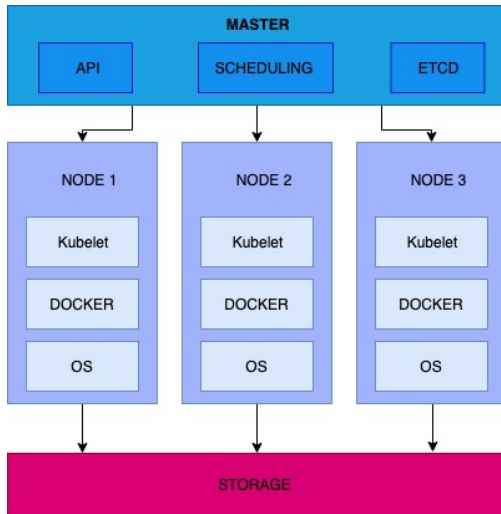 MASTER
API SCHEDULING ETCD
NODE 1 NODE 2 NODE 3
Kubelet Kubelet Kubelet
DOCKER DOCKER DOCKER
OS OS OS
STORAGE